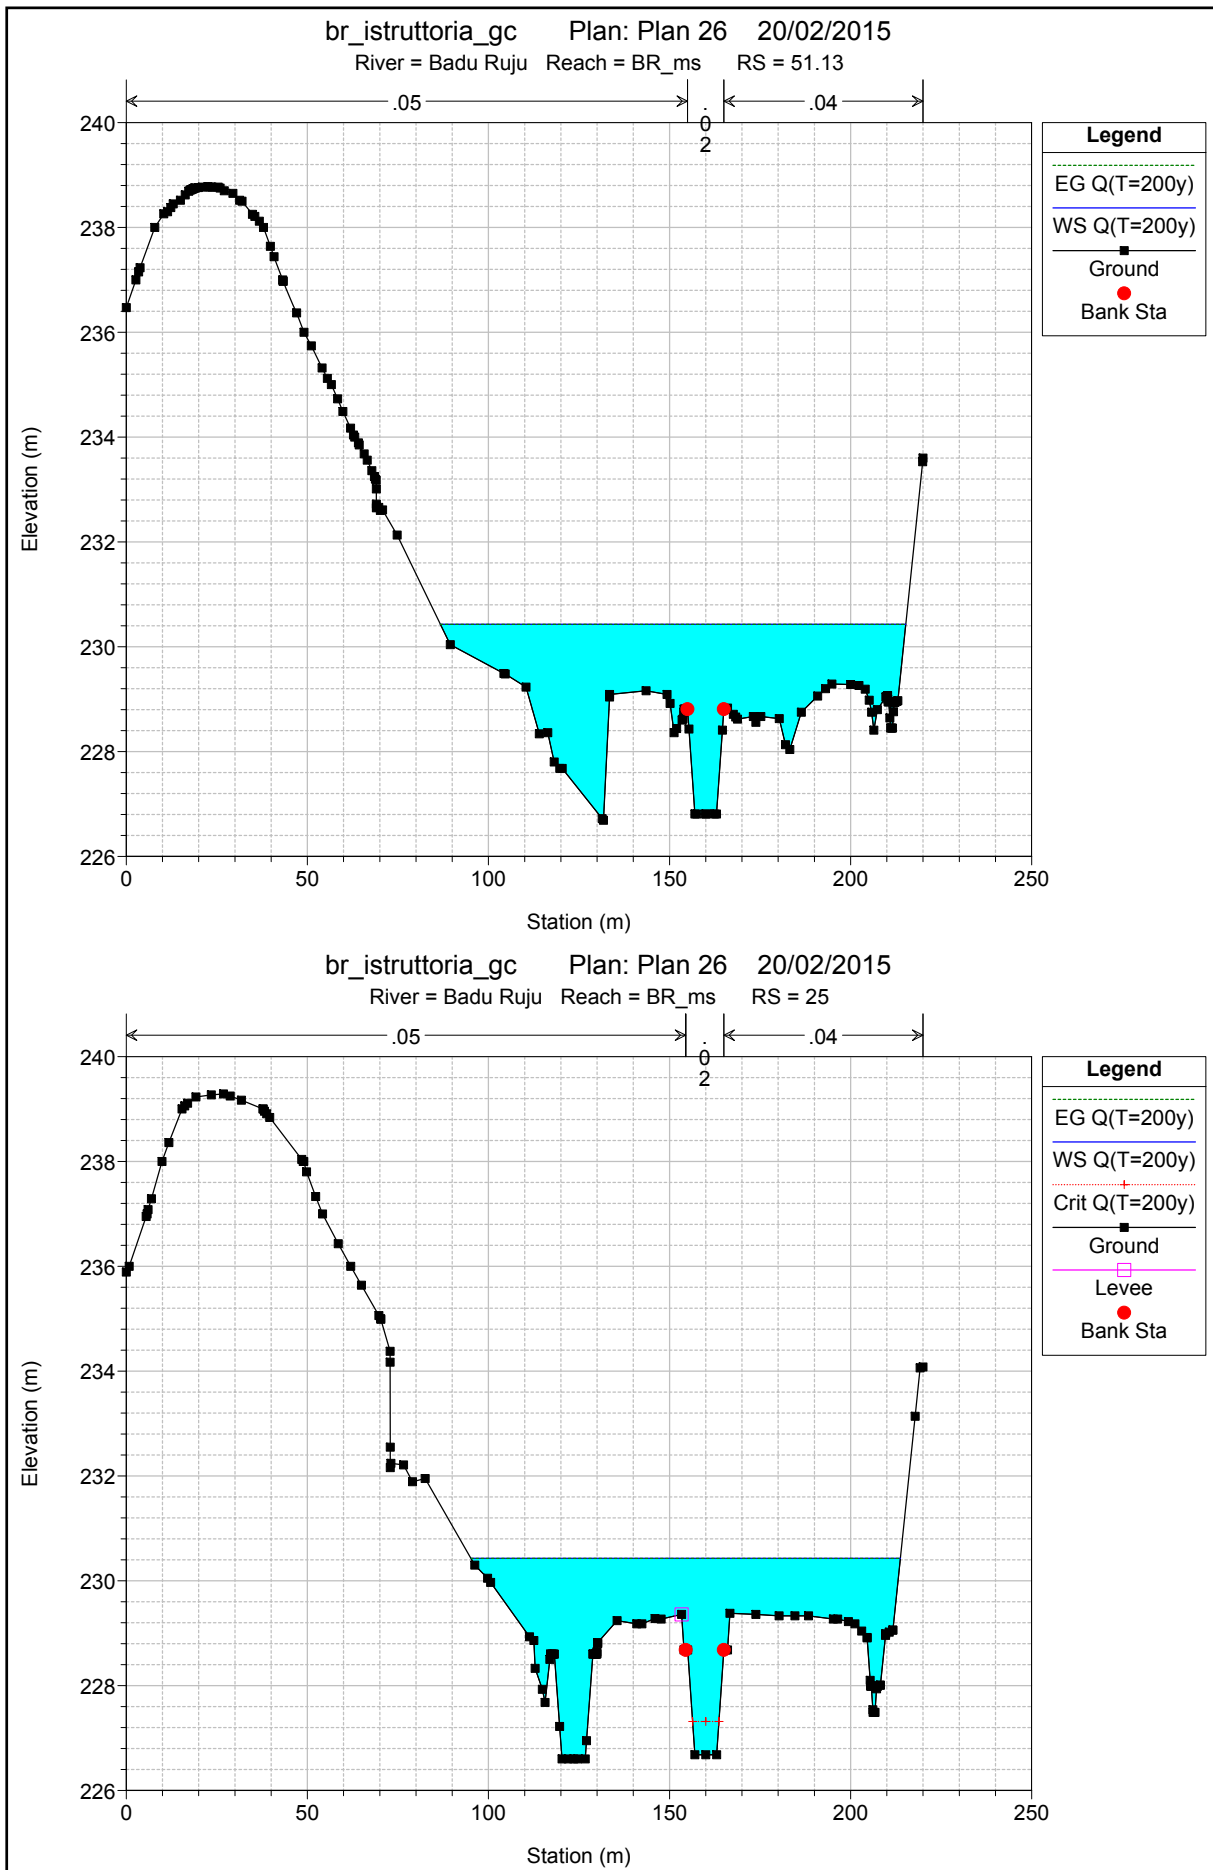 br_istruttoria_gc Plan: Plan 26 20/02/2015
River = Badu Ruju Reach = BR_ms RS = 51.13
.05
.02
.04
240
238
236
234
232
230
228
226
Elevation (m)
0 50 100 150 200 250
Station (m)
Legend
EG Q(T=200y)
WS Q(T=200y)
Ground
Bank Sta
br_istruttoria_gc Plan: Plan 26 20/02/2015
River = Badu Ruju Reach = BR_ms RS = 25
.05
.02
.04
240
238
236
234
232
230
228
226
Elevation (m)
0 50 100 150 200 250
Station (m)
Legend
EG Q(T=200y)
WS Q(T=200y)
Crit Q(T=200y)
Ground
Levee
Bank Sta